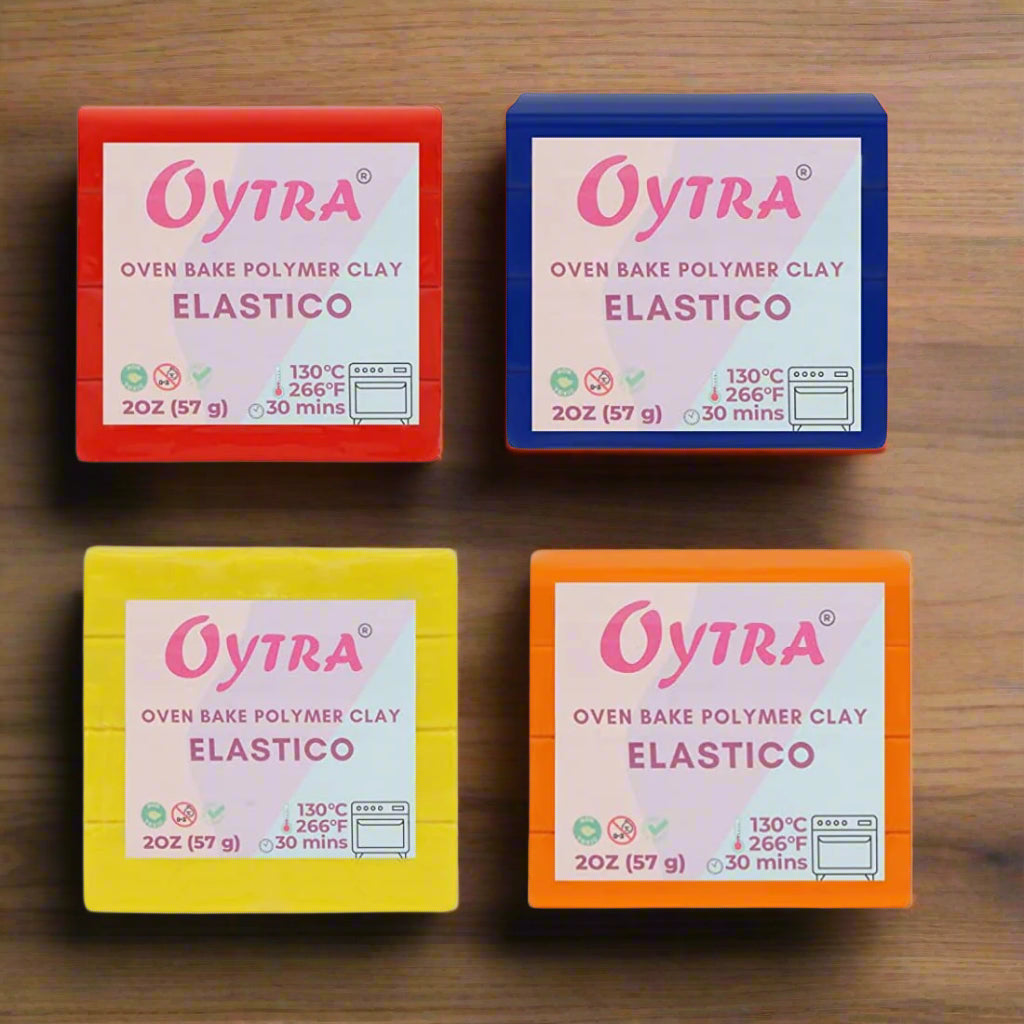 OYTRA®
OVEN BAKE POLYMER CLAY
ELASTICO
130°C
266°F
2OZ (57 g)
30 mins
OYTRA®
OVEN BAKE POLYMER CLAY
ELASTICO
130°C
266°F
2OZ (57 g)
30 mins
OYTRA®
OVEN BAKE POLYMER CLAY
ELASTICO
130°C
266°F
2OZ (57 g)
30 mins
OYTRA®
OVEN BAKE POLYMER CLAY
ELASTICO
130°C
266°F
2OZ (57 g)
30 mins